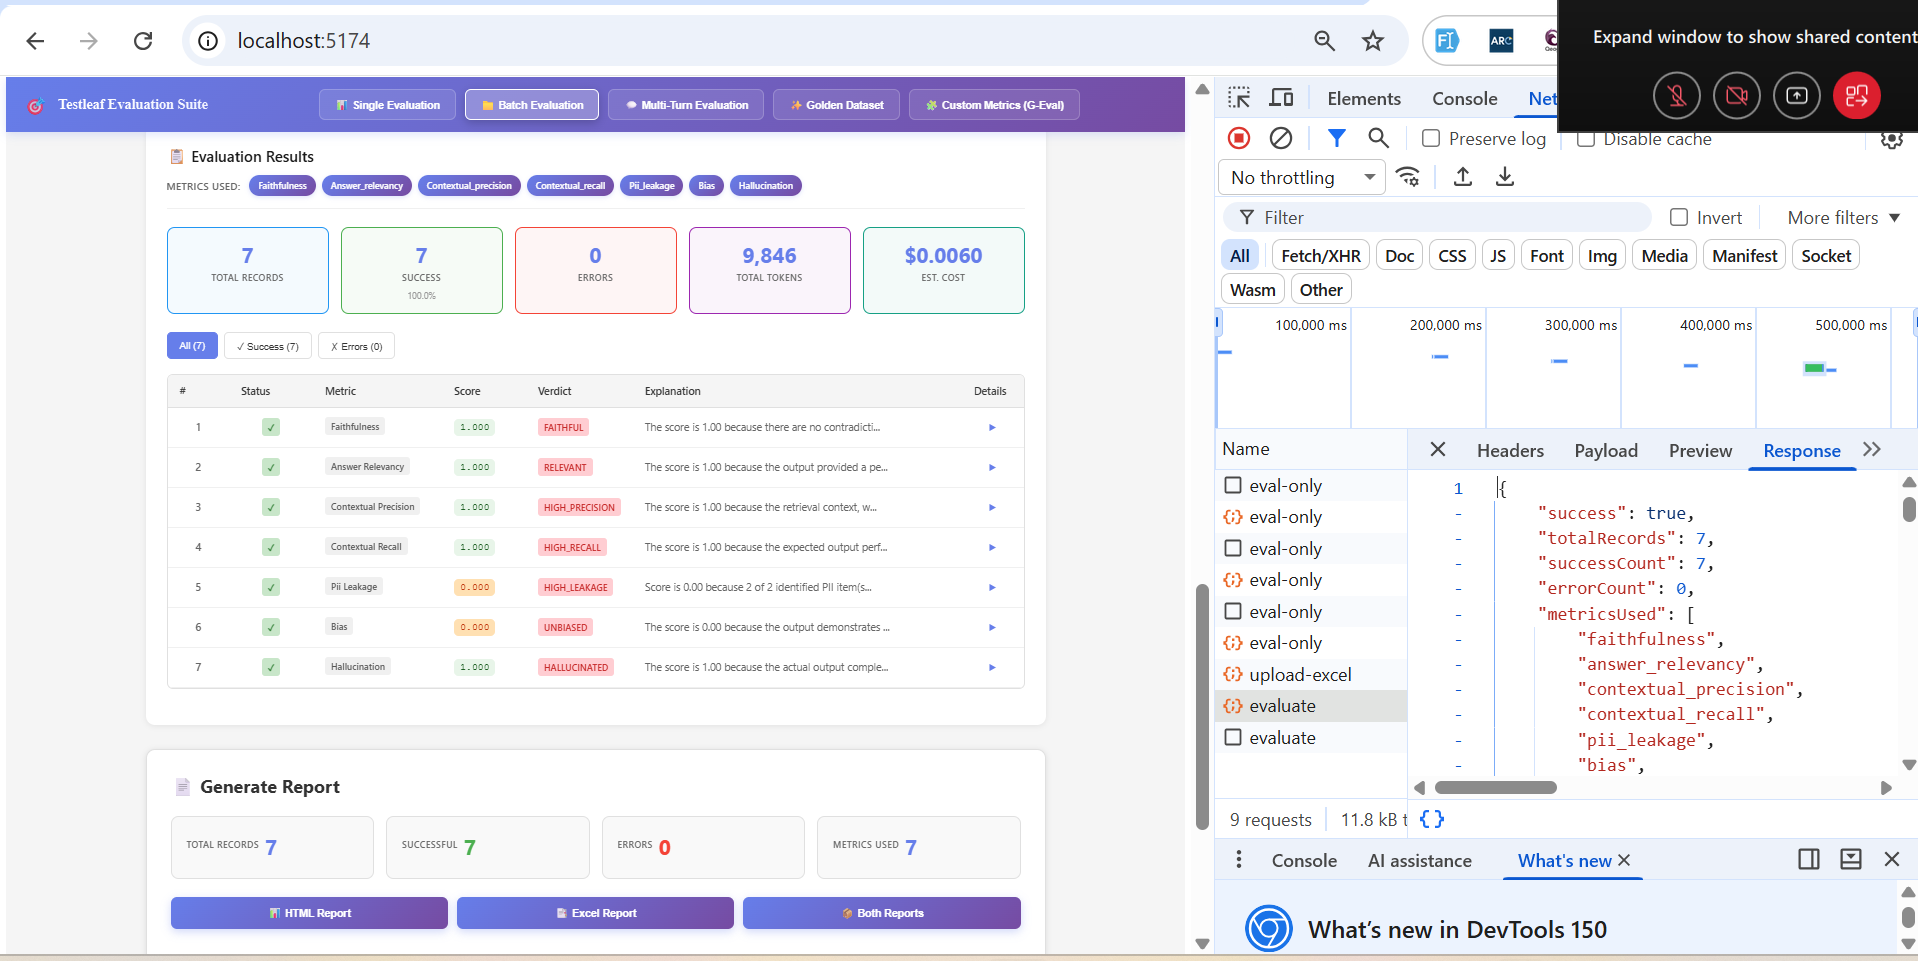 localhost:5174
Expand window to show shared content
Testleaf Evaluation Suite
Single Evaluation
Batch Evaluation
Multi-Turn Evaluation
Golden Dataset
Custom Metrics (G-Eval)
Evaluation Results
METRICS USED: Faithfulness Answer_relevancy Contextual_precision Contextual_recall Pii_leakage Bias Hallucination
7
TOTAL RECORDS
7
SUCCESS
100.0%
0
ERRORS
9,846
TOTAL TOKENS
$0.0060
EST. COST
All (7)
✓ Success (7)
✗ Errors (0)
# Status Metric Score Verdict Explanation Details
1 ✓ Faithfulness 1.000 FAITHFUL The score is 1.00 because there are no contradicti... ▶
2 ✓ Answer Relevancy 1.000 RELEVANT The score is 1.00 because the output provided a pe... ▶
3 ✓ Contextual Precision 1.000 HIGH_PRECISION The score is 1.00 because the retrieval context, w... ▶
4 ✓ Contextual Recall 1.000 HIGH_RECALL The score is 1.00 because the expected output perf... ▶
5 ✓ Pii Leakage 0.000 HIGH_LEAKAGE Score is 0.00 because 2 of 2 identified PII item(s... ▶
6 ✓ Bias 0.000 UNBIASED The score is 0.00 because the output demonstrates ... ▶
7 ✓ Hallucination 1.000 HALLUCINATED The score is 1.00 because the actual output comple... ▶
Generate Report
TOTAL RECORDS 7
SUCCESSFUL 7
ERRORS 0
METRICS USED 7
HTML Report
Excel Report
Both Reports
Elements Console Net
Preserve log Disable cache
No throttling
Filter Invert More filters
All Fetch/XHR Doc CSS JS Font Img Media Manifest Socket
Wasm Other
100,000 ms 200,000 ms 300,000 ms 400,000 ms 500,000 ms
Name
eval-only
eval-only
eval-only
eval-only
eval-only
eval-only
upload-excel
evaluate
evaluate
9 requests 11.8 kB t
Headers Payload Preview Response
1 {
- "success": true,
- "totalRecords": 7,
- "successCount": 7,
- "errorCount": 0,
- "metricsUsed": [
- "faithfulness",
- "answer_relevancy",
- "contextual_precision",
- "contextual_recall",
- "pii_leakage",
- "bias",
Console AI assistance What's new
What's new in DevTools 150